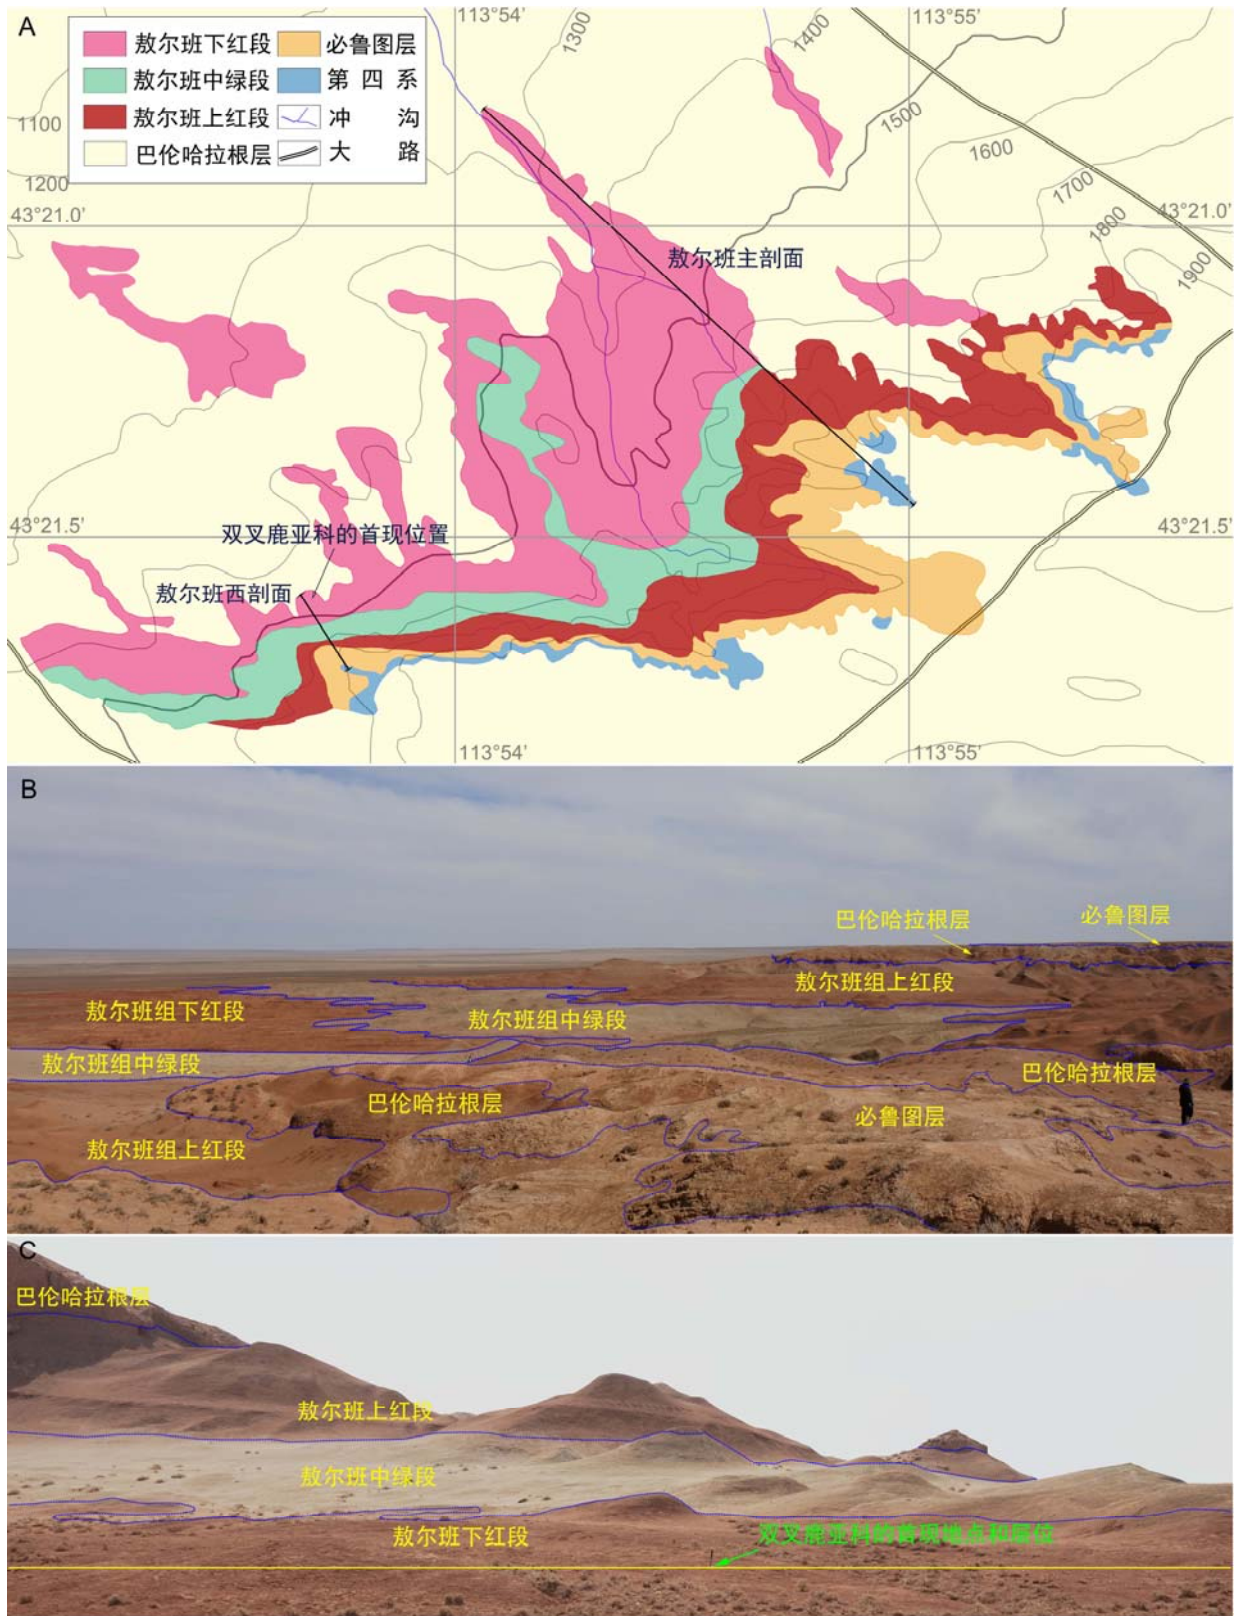 A
敖尔班下红段
必鲁图层
敖尔班中绿段
第 四 系
敖尔班上红段
冲 沟
巴伦哈拉根层
大 路
113°54’
113°55’
1300
1400
1500
1600
1700
1800
1900
1100
1200
43°21.0’
43°21.0’
敖尔班主剖面
43°21.5’
43°21.5’
双叉鹿亚科的首现位置
敖尔班西剖面
113°54’
113°55’
B
巴伦哈拉根层
必鲁图层
敖尔班组上红段
敖尔班组下红段
敖尔班组中绿段
敖尔班组中绿段
巴伦哈拉根层
巴伦哈拉根层
必鲁图层
敖尔班组上红段
C
巴伦哈拉根层
敖尔班上红段
敖尔班中绿段
敖尔班下红段
双叉鹿亚科的首现地点和层位